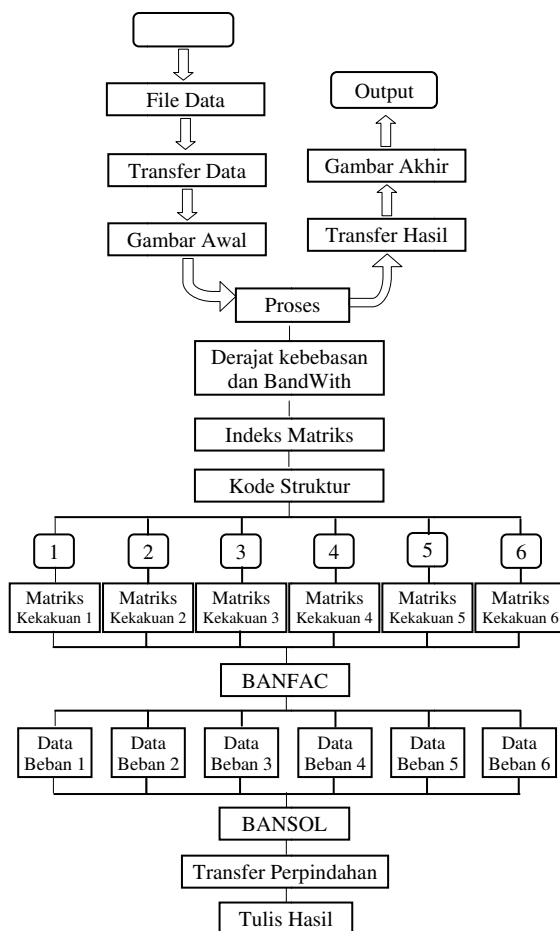 File Data
Transfer Data
Gambar Awal
Output
Gambar Akhir
Transfer Hasil
Proses
Derajat kebebasan
dan BandWith
Indeks Matriks
Kode Struktur
1 2 3 4 5 6
Matriks Matriks Matriks Matriks Matriks Matriks
Kekakuan 1 Kekakuan 2 Kekakuan 3 Kekakuan 4 Kekakuan 5 Kekakuan 6
BANFAC
Data Data Data Data Data Data
Beban 1 Beban 2 Beban 3 Beban 4 Beban 5 Beban 6
BANSOL
Transfer Perpindahan
Tulis Hasil